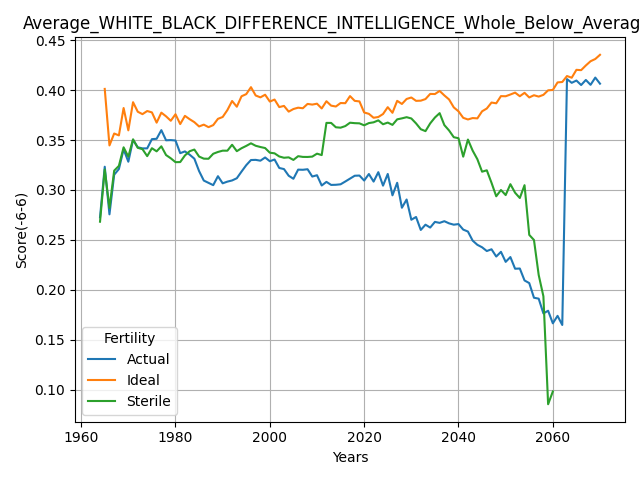 Average_WHITE_BLACK_DIFFERENCE_INTELLIGENCE_Whole_Below_Averag
0.45
0.40
0.35
0.30
0.25
0.20
0.15
0.10
Score(-6-6)
Fertility
Actual
Ideal
Sterile
1960 1980 2000 2020 2040 2060
Years